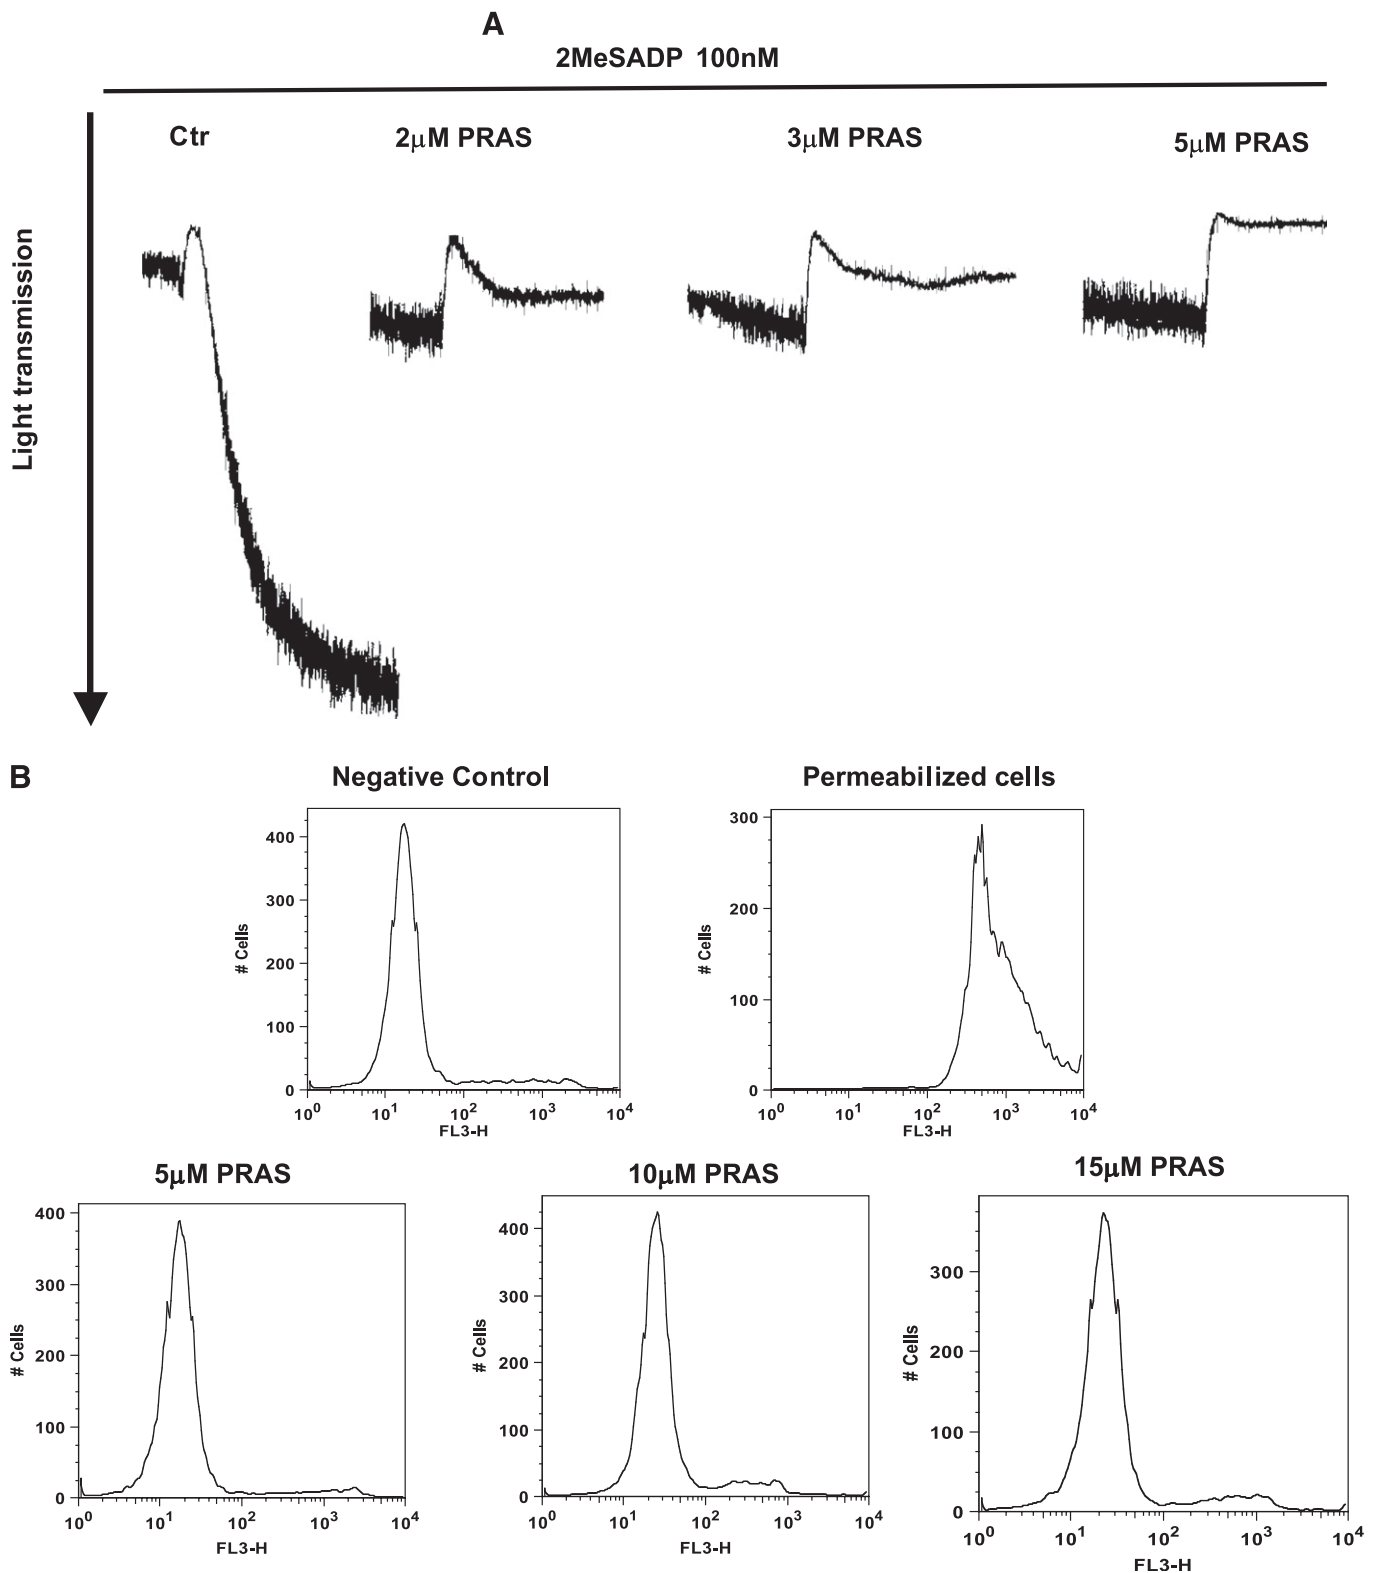 A
2MeSADP 100nM
Ctr
2μM PRAS
3μM PRAS
5μM PRAS
Light transmission
B
Negative Control
Permeabilized cells
400
300
200
100
0
# Cells
10^0 10^1 10^2 10^3 10^4
FL3-H
300
200
100
0
# Cells
10^0 10^1 10^2 10^3 10^4
FL3-H
5μM PRAS
10μM PRAS
15μM PRAS
400
300
200
100
0
# Cells
10^0 10^1 10^2 10^3 10^4
FL3-H
400
300
200
100
0
# Cells
10^0 10^1 10^2 10^3 10^4
FL3-H
300
200
100
0
# Cells
10^0 10^1 10^2 10^3 10^4
FL3-H